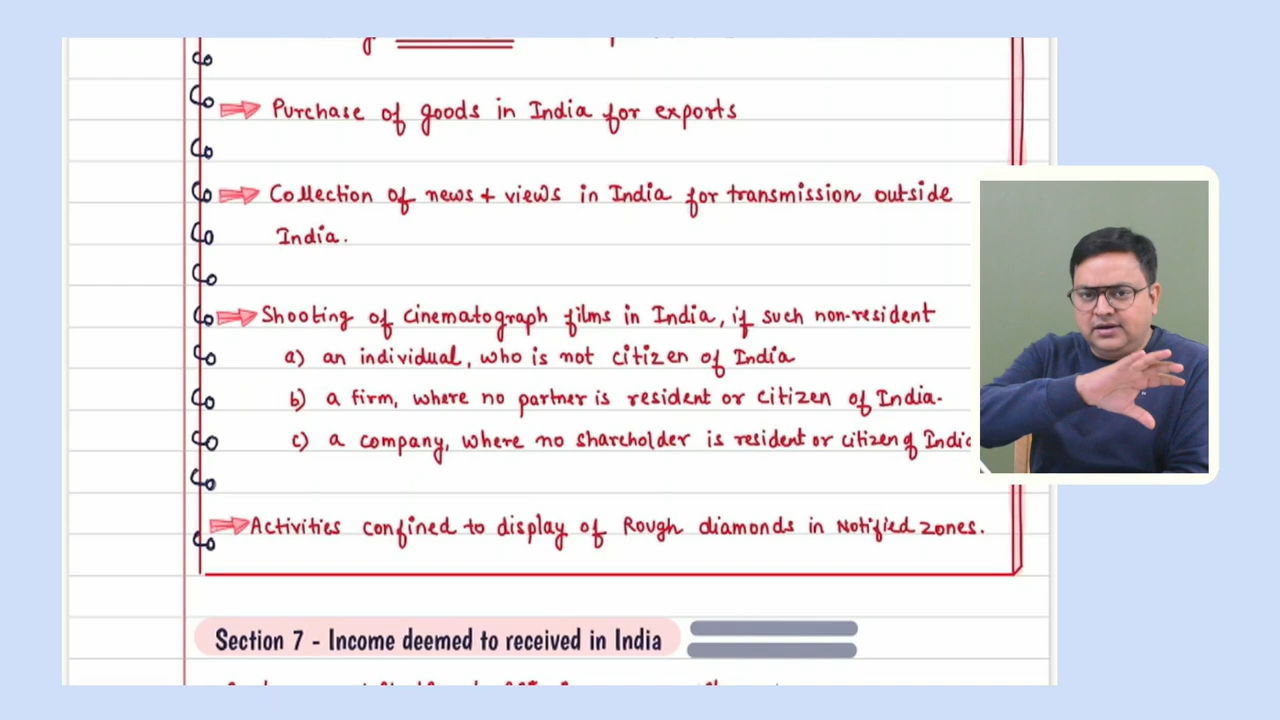 Purchase of goods in India for exports
Collection of news + views in India for transmission outside
India.
Shooting of cinematograph films in India, if such non-resident
a) an individual, who is not citizen of India
b) a firm, where no partner is resident or citizen of India.
c) a company, where no shareholder is resident or citizen of India
Activities confined to display of Rough diamonds in Notified zones.
Section 7 - Income deemed to received in India